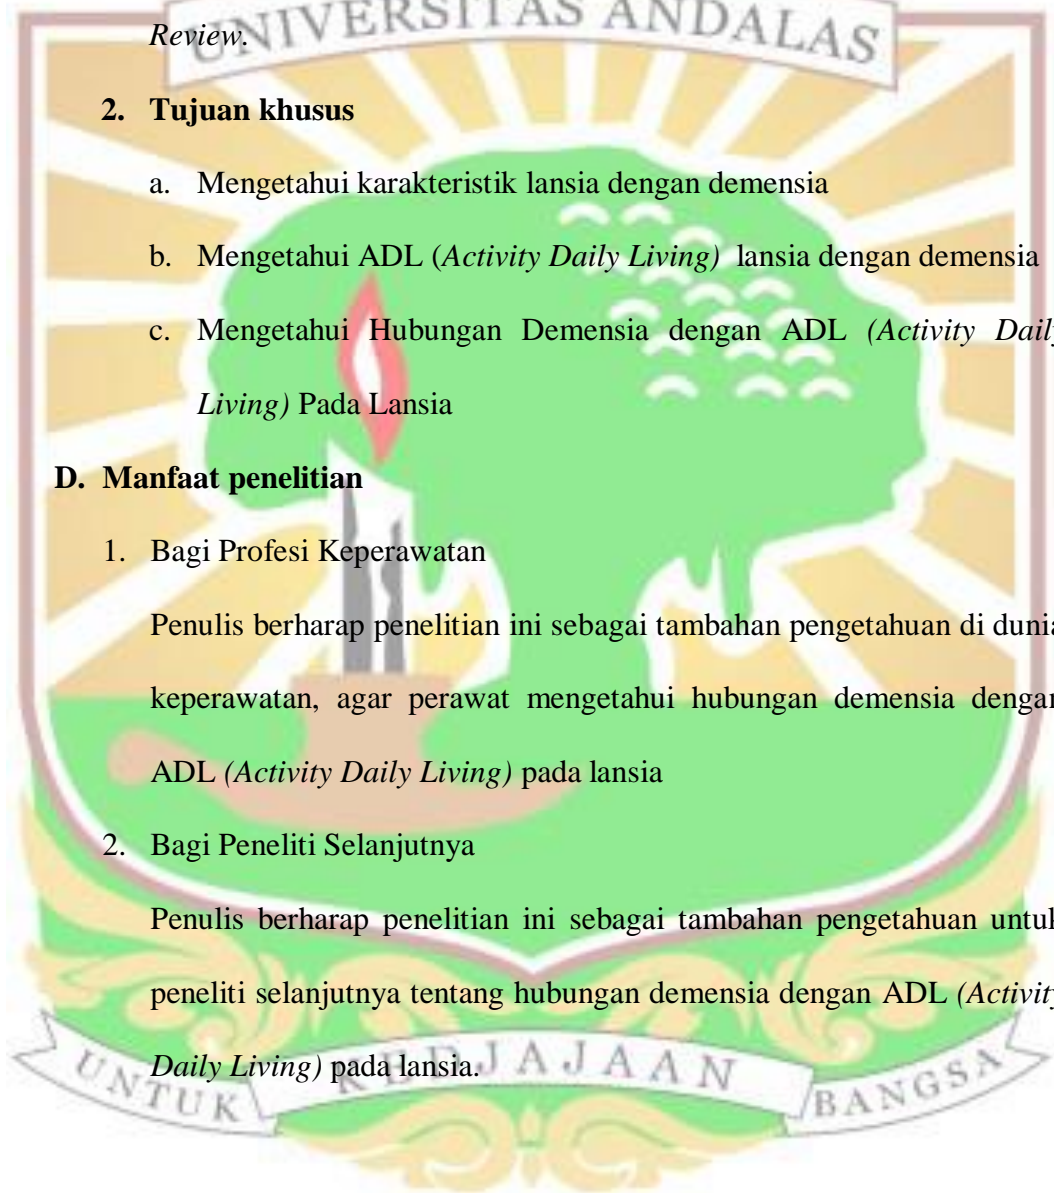 UNIVERSITAS ANDALAS
Review.
2. Tujuan khusus
a. Mengetahui karakteristik lansia dengan demensia
b. Mengetahui ADL (Activity Daily Living) lansia dengan demensia
c. Mengetahui Hubungan Demensia dengan ADL (Activity Daily
Living) Pada Lansia
D. Manfaat penelitian
1. Bagi Profesi Keperawatan
Penulis berharap penelitian ini sebagai tambahan pengetahuan di dunia
keperawatan, agar perawat mengetahui hubungan demensia dengan
ADL (Activity Daily Living) pada lansia
2. Bagi Peneliti Selanjutnya
Penulis berharap penelitian ini sebagai tambahan pengetahuan untuk
peneliti selanjutnya tentang hubungan demensia dengan ADL (Activity
Daily Living) pada lansia.
UNTUK KEDJAJAAN BANGSA